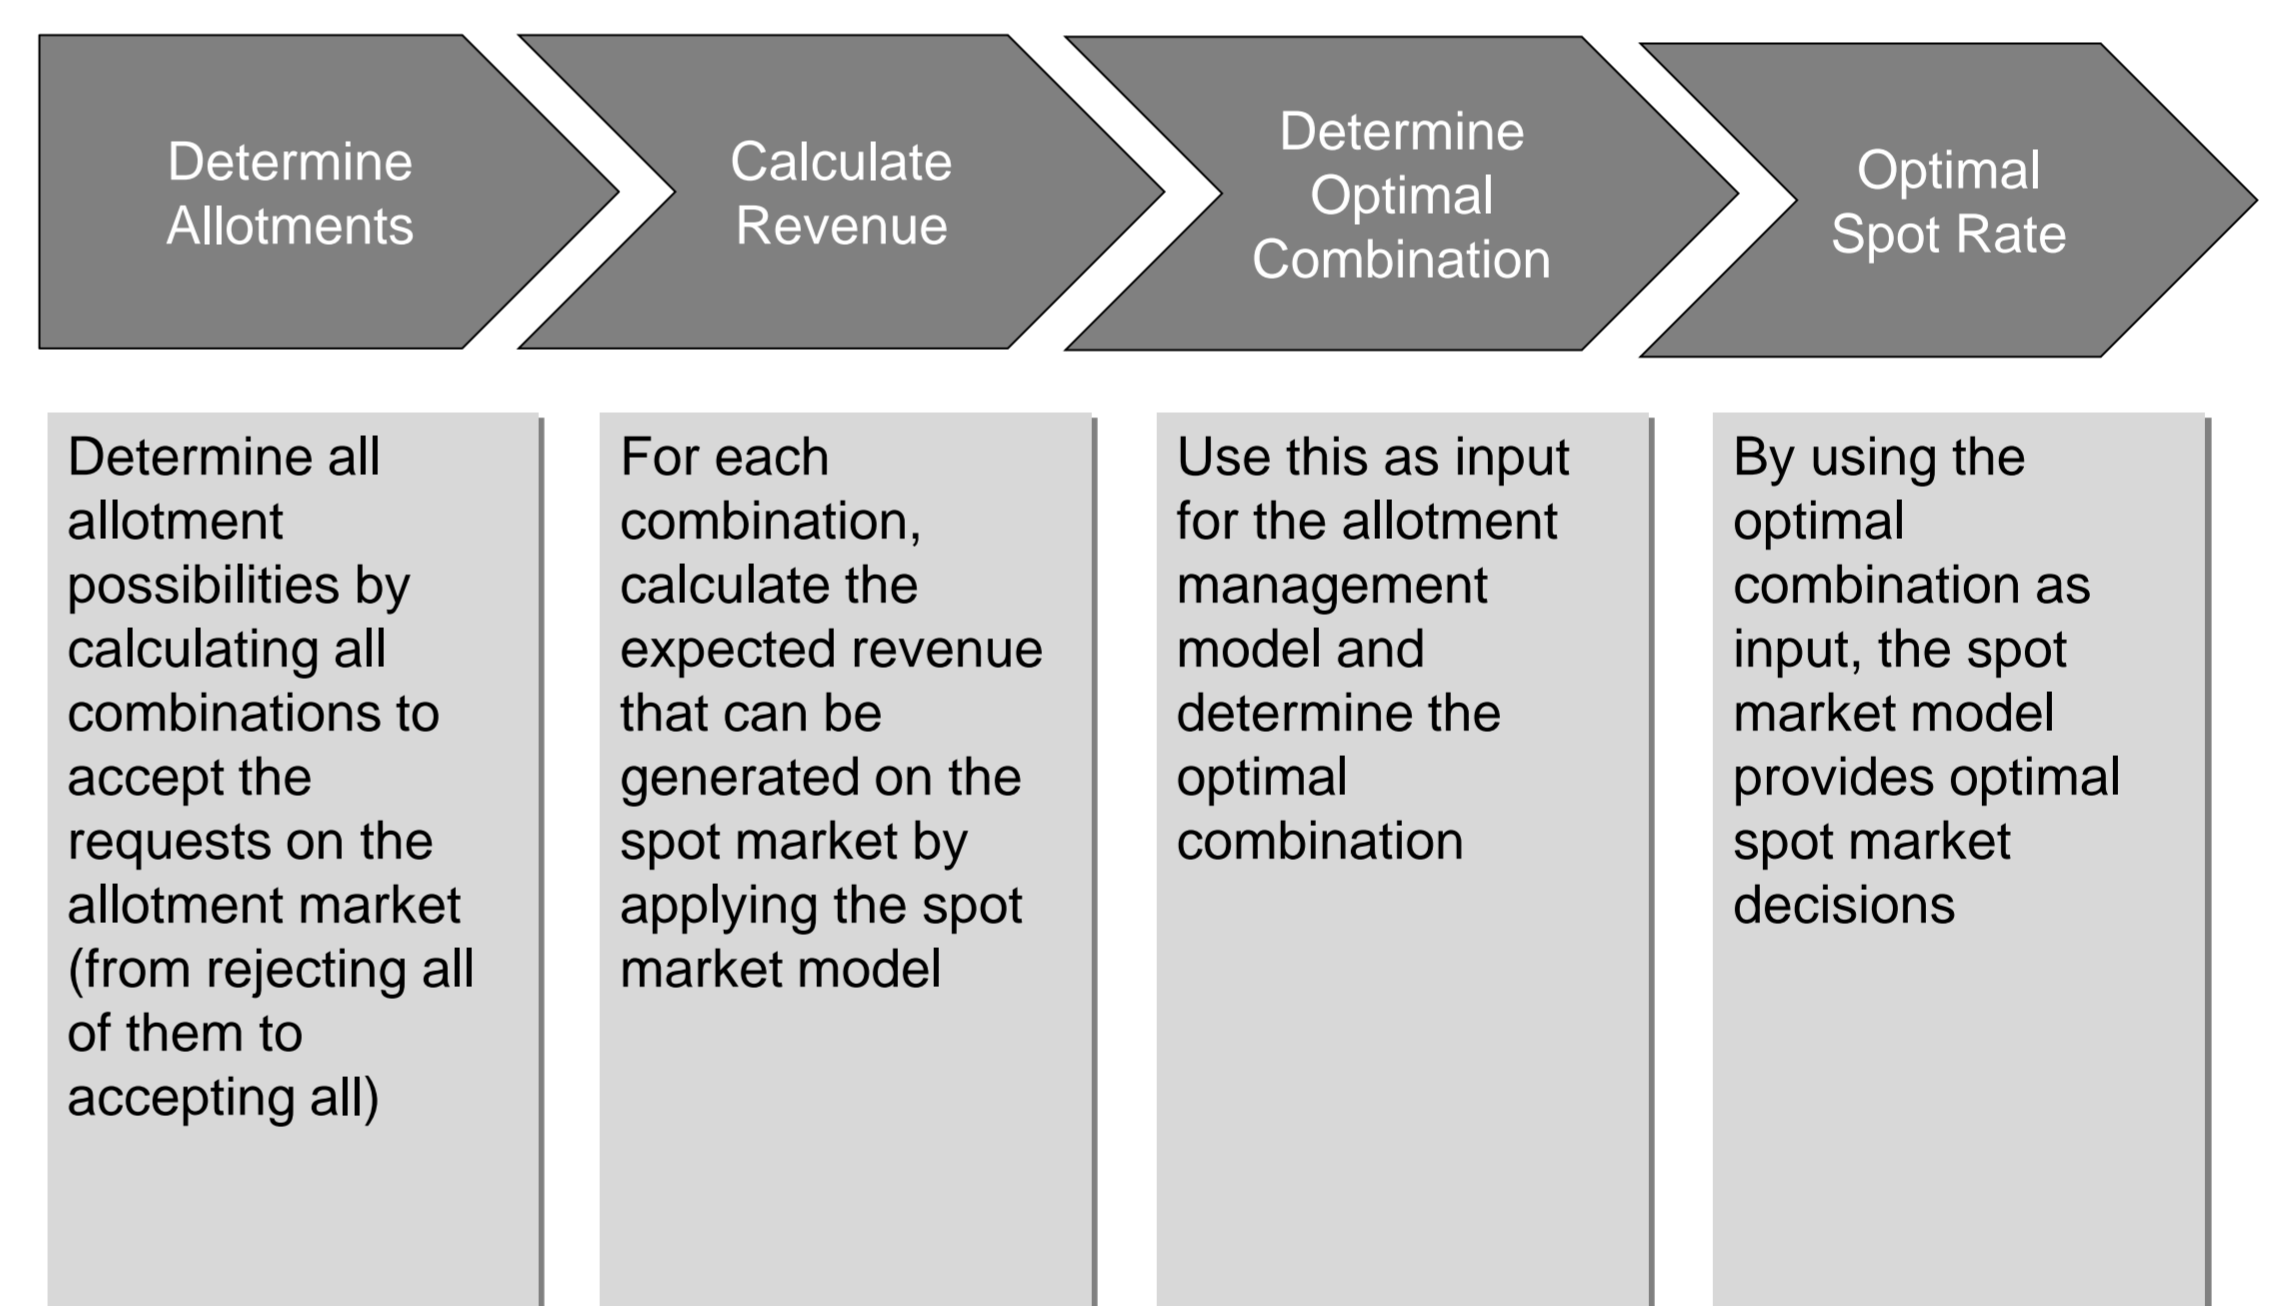 Determine
Allotments
Calculate
Revenue
Determine
Optimal
Combination
Optimal
Spot Rate
Determine all
allotment
possibilities by
calculating all
combinations to
accept the
requests on the
allotment market
(from rejecting all
of them to
accepting all)
For each
combination,
calculate the
expected revenue
that can be
generated on the
spot market by
applying the spot
market model
Use this as input
for the allotment
management
model and
determine the
optimal
combination
By using the
optimal
combination as
input, the spot
market model
provides optimal
spot market
decisions